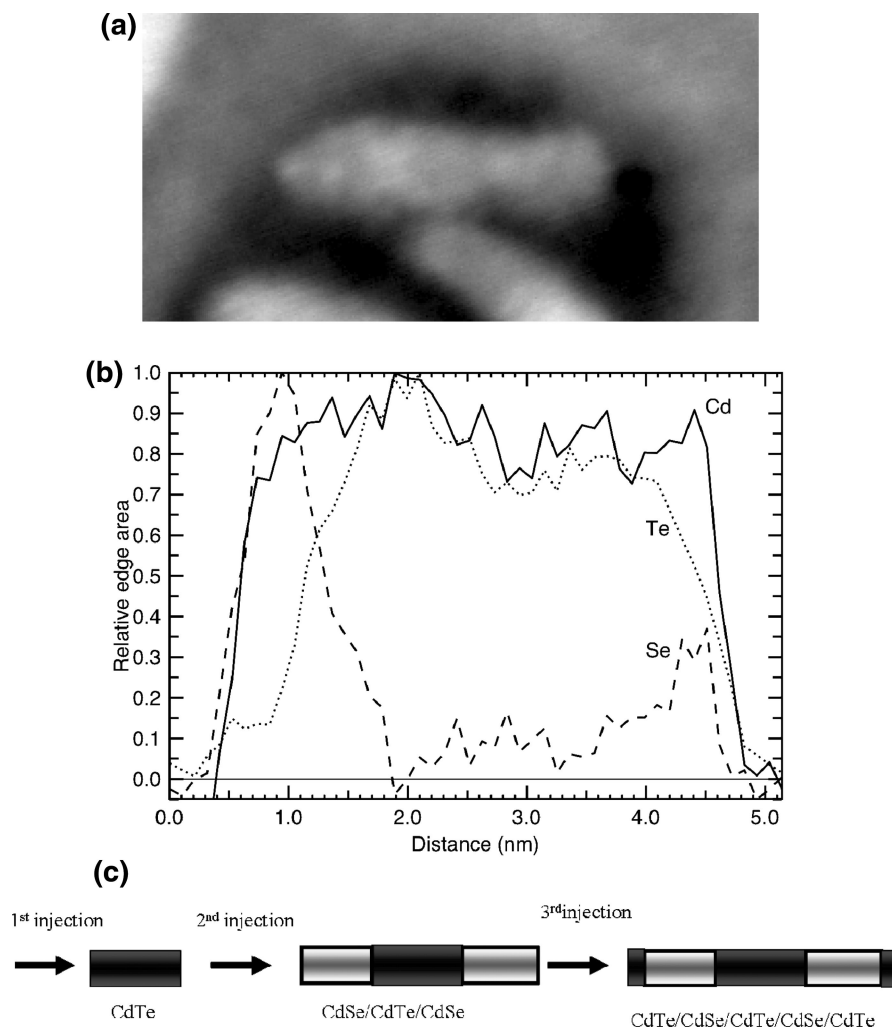 (a)
(b)
1.0
0.9
0.8
0.7
0.6
0.5
0.4
0.3
0.2
0.1
0.0
Relative edge area
Cd
Te
Se
0.0 1.0 2.0 3.0 4.0 5.0
Distance (nm)
(c)
1st injection 2nd injection 3rdinjection
CdTe CdSe/CdTe/CdSe CdTe/CdSe/CdTe/CdSe/CdTe